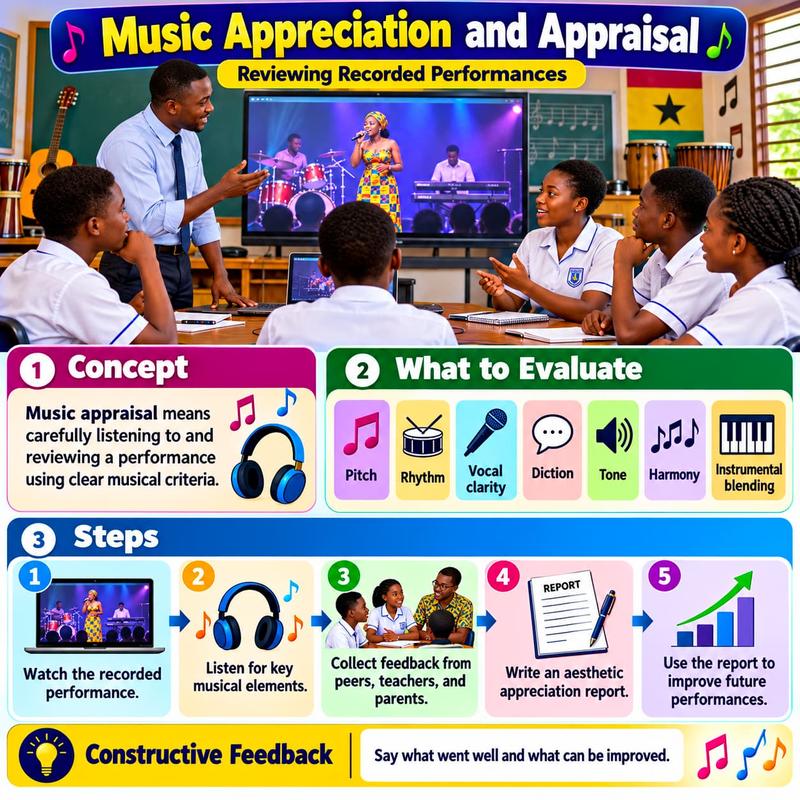 Music Appreciation and Appraisal
Reviewing Recorded Performances
1 Concept
Music appraisal means
carefully listening to and
reviewing a performance
using clear musical criteria.
2 What to Evaluate
Pitch
Rhythm
Vocal
clarity
Diction
Tone
Harmony
Instrumental
blending
3 Steps
1
Watch the recorded
performance.
2
Listen for key
musical elements.
3
Collect feedback from
peers, teachers, and
parents.
4
REPORT
Write an aesthetic
appreciation report.
5
Use the report to
improve future
performances.
Constructive Feedback
Say what went well and what can be improved.